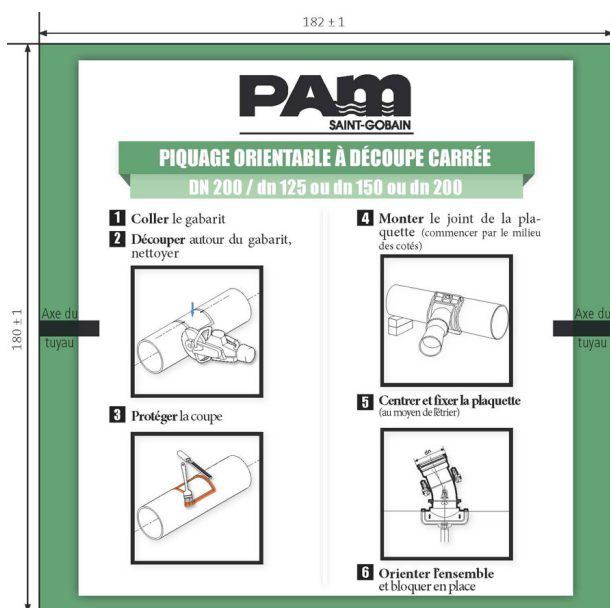 182 ± 1
180 ± 1
PAM
SAINT-GOBAIN
PIQUAGE ORIENTABLE À DÉCOUPE CARRÉE
DN 200 / dn 125 ou dn 150 ou dn 200
1 Coller le gabarit
2 Découper autour du gabarit,
nettoyer
3 Protéger la coupe
4 Monter le joint de la pla-
quette (commencer par le milieu
des cotés)
dn
5 Centrer et fixer la plaquette
(au moyen de l'étrier)
6 Orienter l'ensemble
et bloquer en place
Axe du
tuyau
Axe du
tuyau